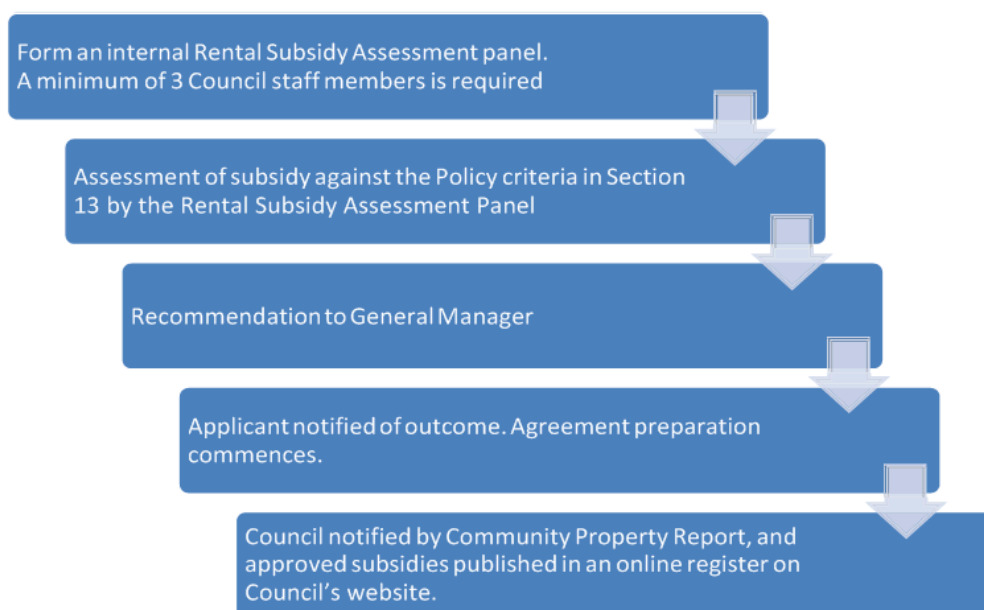 Form an internal Rental Subsidy Assessment panel.
A minimum of 3 Council staff members is required
Assessment of subsidy against the Policy criteria in Section
13 by the Rental Subsidy Assessment Panel
Recommendation to General Manager
Applicant notified of outcome. Agreement preparation
commences.
Council notified by Community Property Report, and
approved subsidies published in an online register on
Council's website.